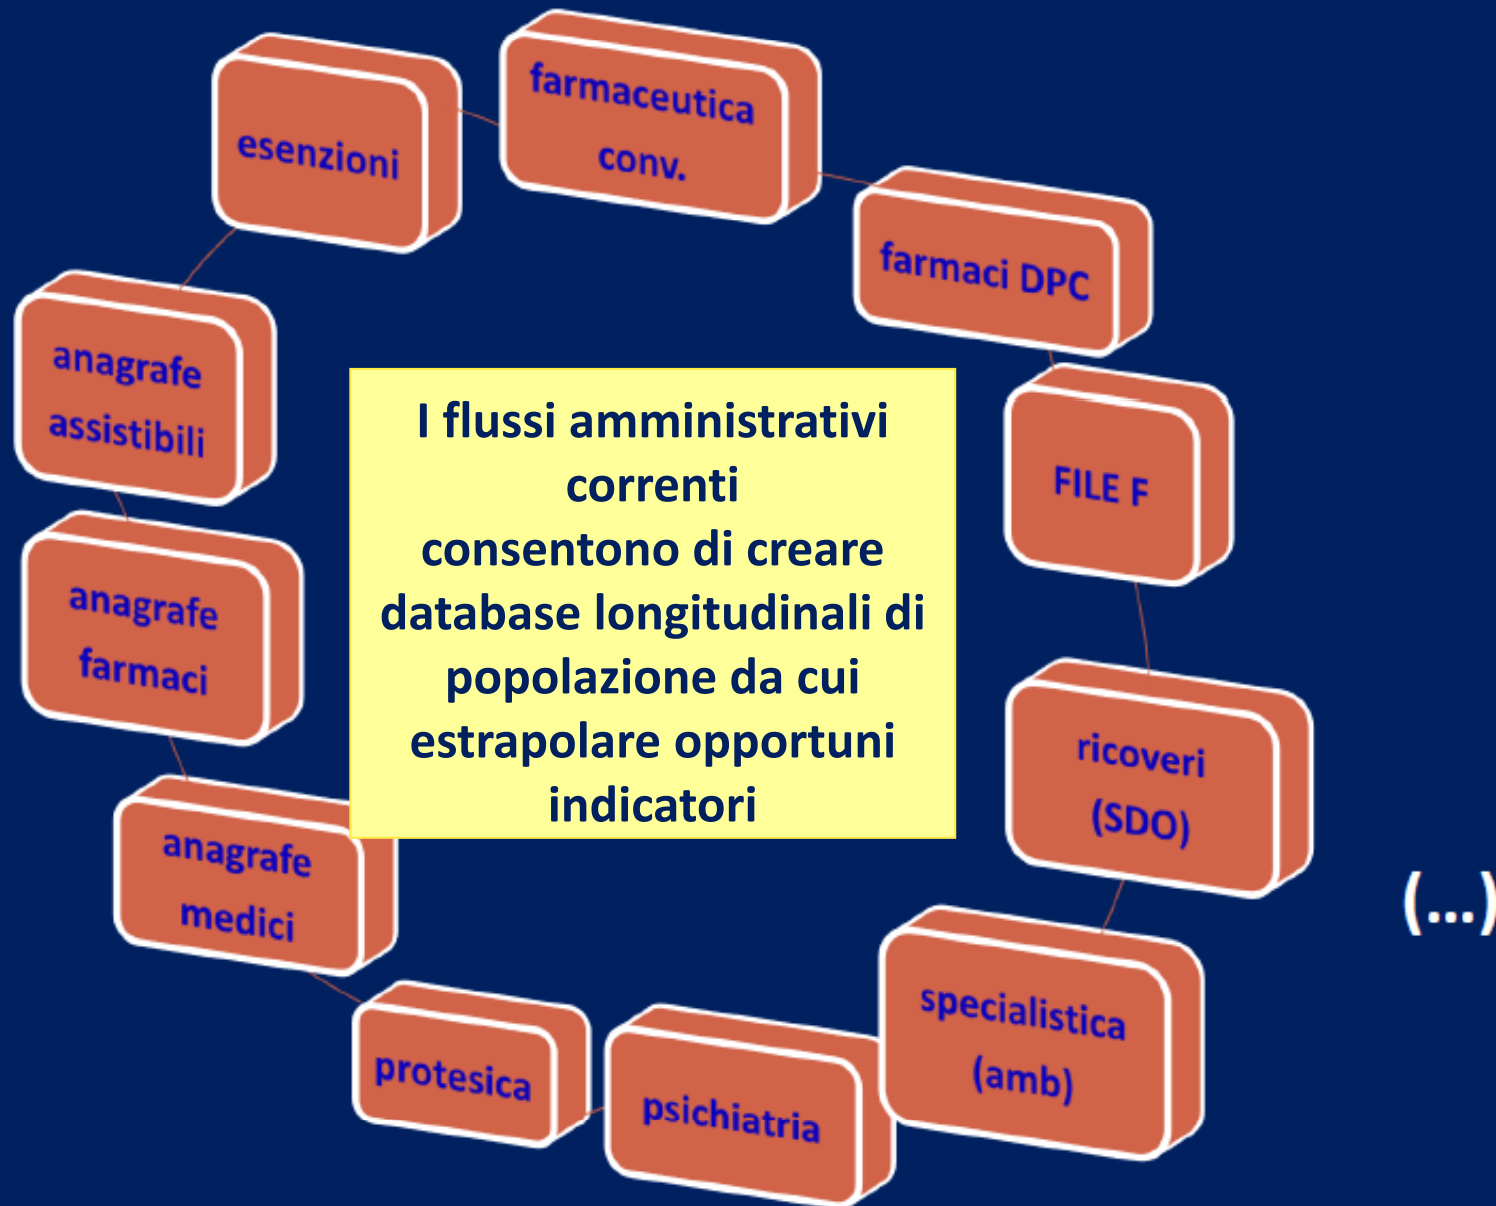 farmaceutica
conv.
esenzioni
farmaci DPC
anagrafe
assistibili
I flussi amministrativi
correnti
consentono di creare
database longitudinali di
popolazione da cui
estrapolare opportuni
indicatori
FILE F
anagrafe
farmaci
ricoveri
(SDO)
anagrafe
medici
(...)
specialistica
(amb)
protesica
psichiatria